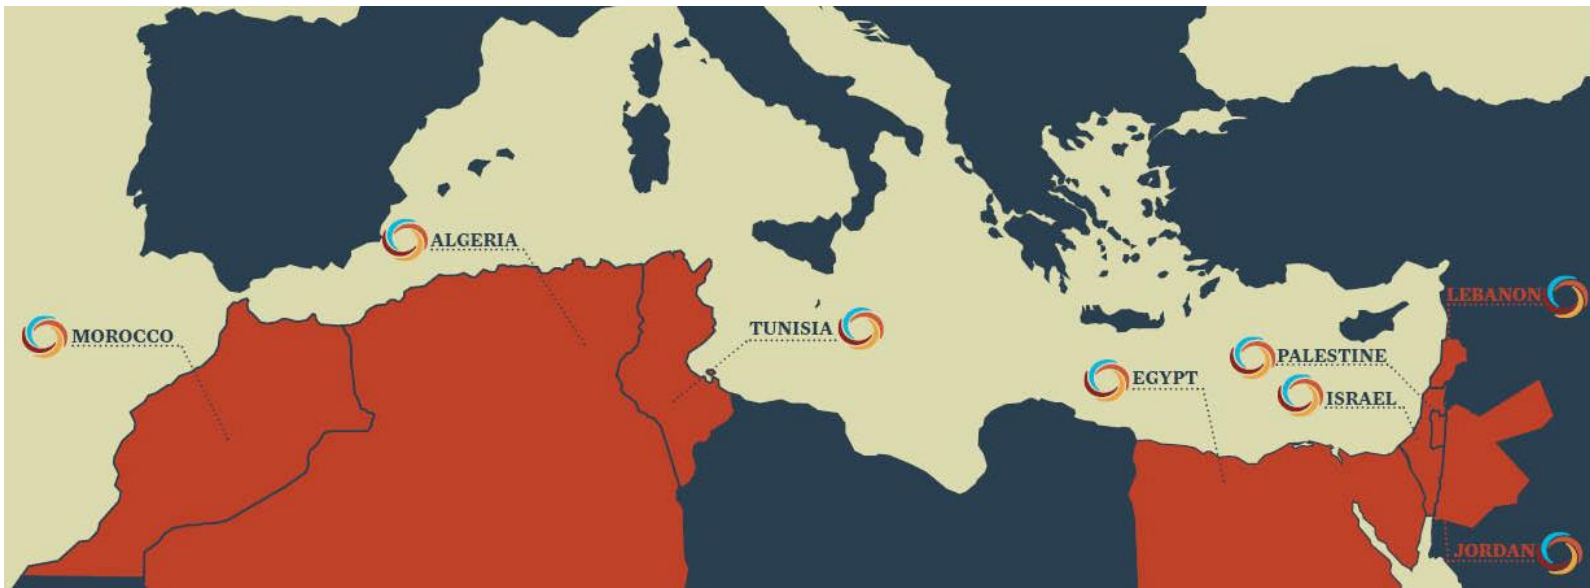 ALGERIA
LEBANON
MOROCCO
TUNISIA
PALESTINE
EGYPT
ISRAEL
JORDAN